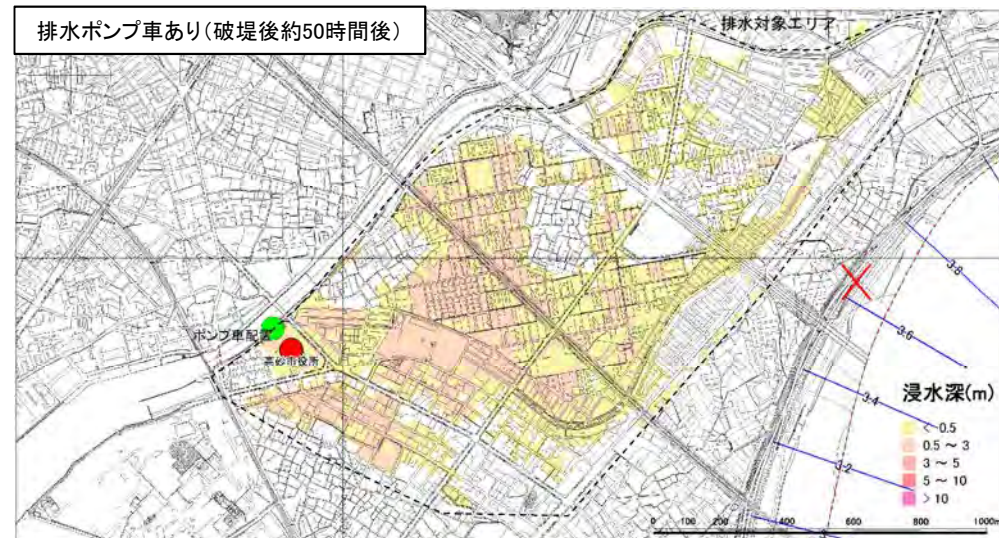 排水ポンプ車あり(破堤後約50時間後)
排水対象エリア
ポンプ車配置
高砂市役所
3.8
3.6
3.4
3.2
浸水深(m)
< 0.5
0.5 ～ 3
3 ～ 5
5 ～ 10
> 10
0 100 200 400 600 800 1000m